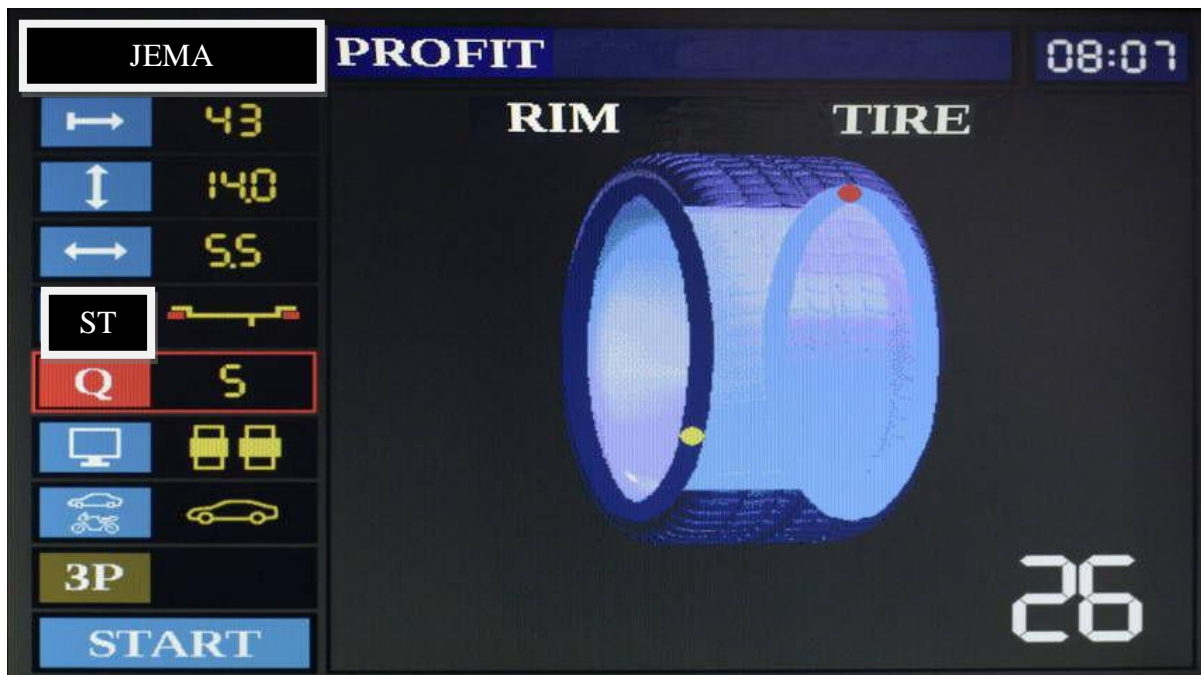 JEMA
PROFIT
08:07
RIM
TIRE
43
14.0
5.5
ST
Q
5
3P
START
26